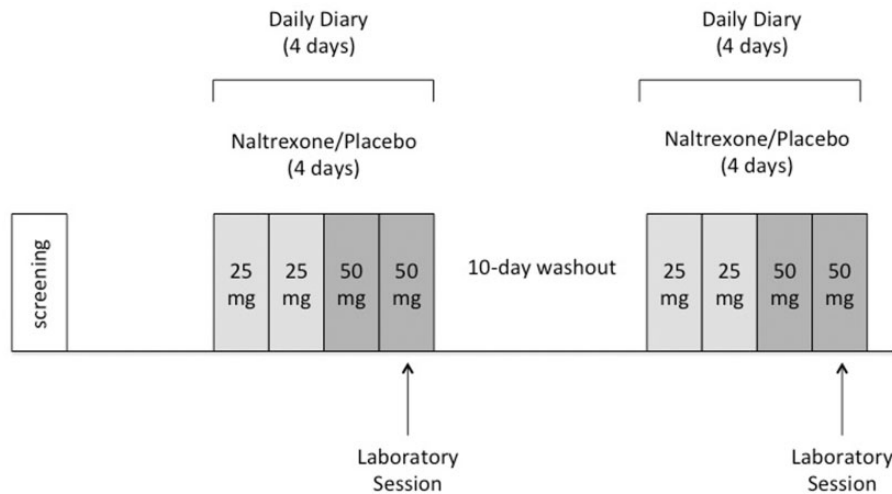 Daily Diary
(4 days)
Daily Diary
(4 days)
Naltrexone/Placebo
(4 days)
Naltrexone/Placebo
(4 days)
screening
25
mg
25
mg
50
mg
50
mg
10-day washout
25
mg
25
mg
50
mg
50
mg
Laboratory
Session
Laboratory
Session